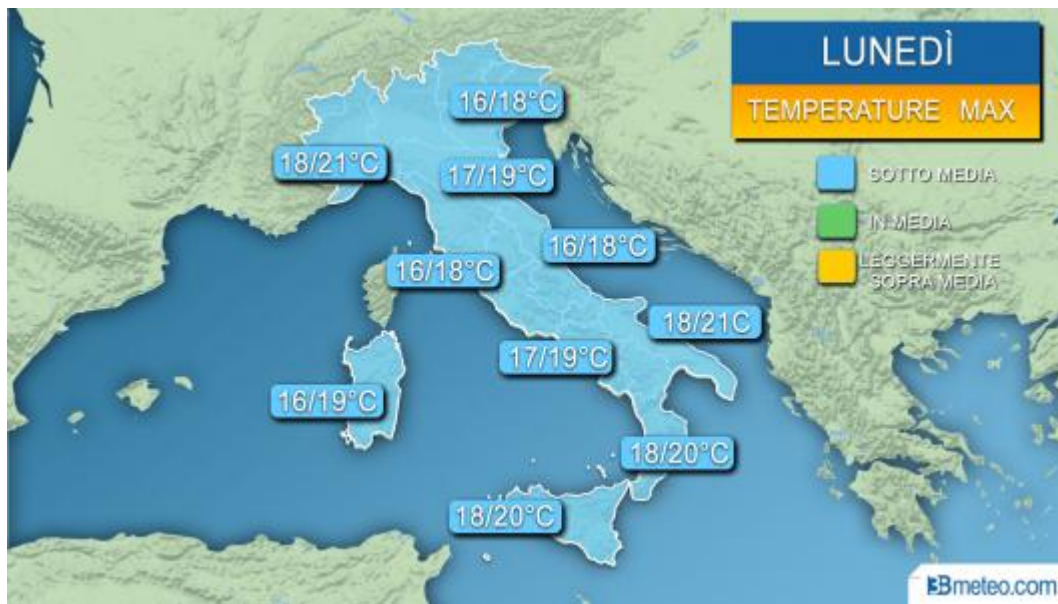 LUNEDÌ
TEMPERATURE MAX
SOTTO MEDIA
IN MEDIA
LEGGERMENTE
SOPRA MEDIA
16/18°C
18/21°C
17/19°C
16/18°C
16/18°C
18/21C
17/19°C
16/19°C
18/20°C
18/20°C
3Bmeteo.com